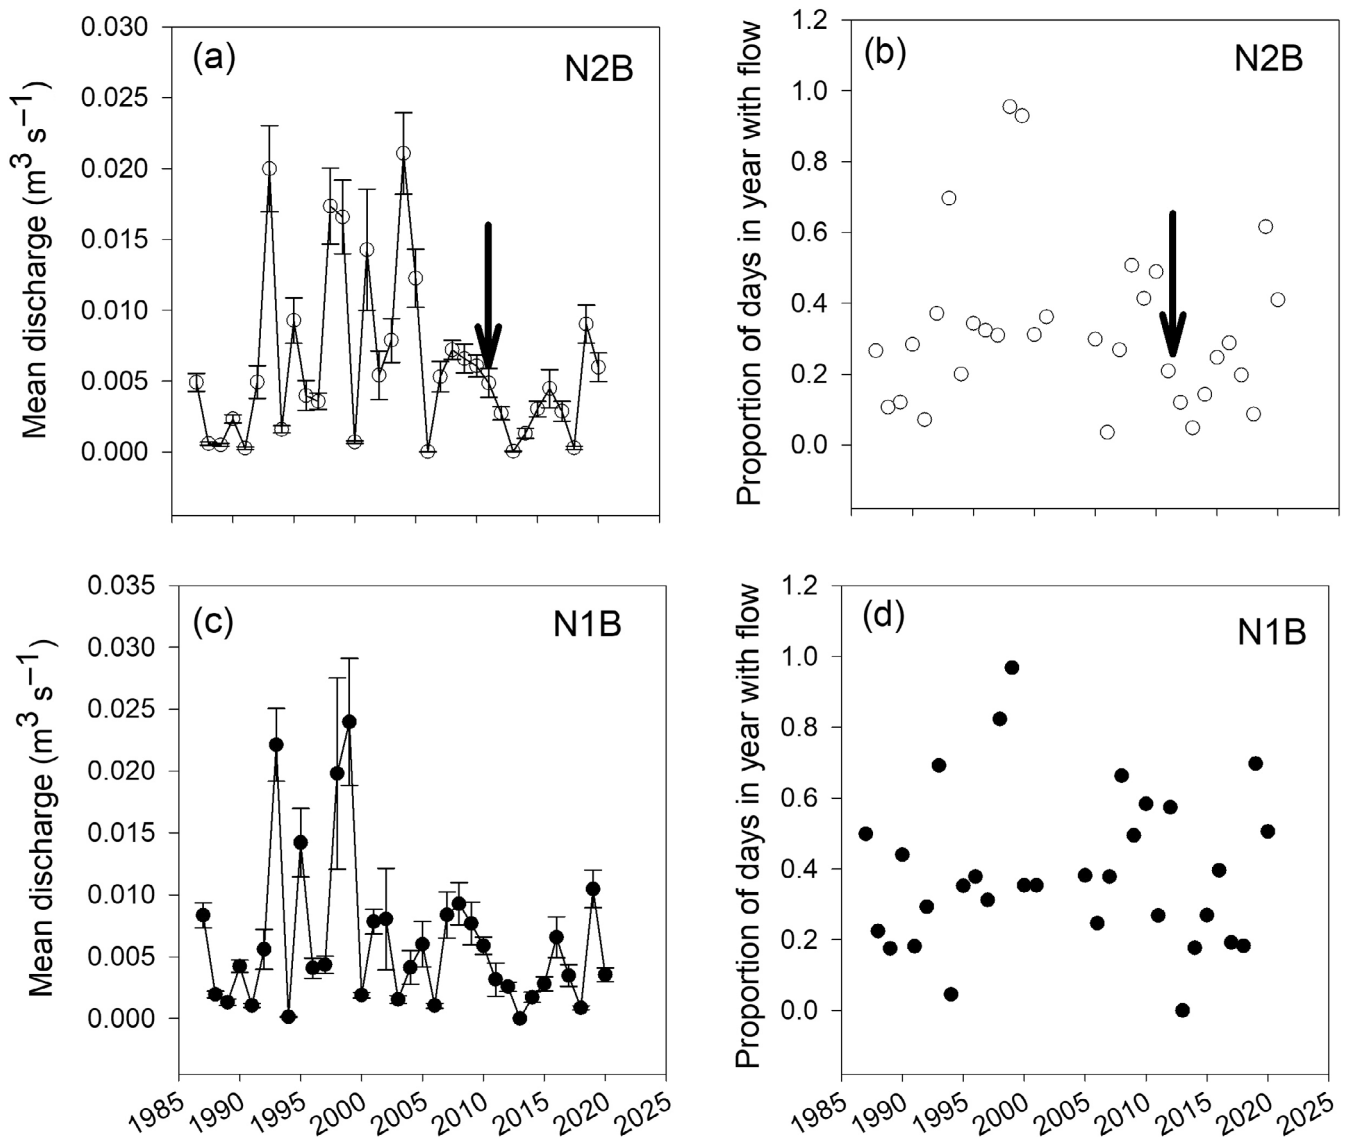 (a)
N2B
Mean discharge (m³ s⁻¹)
0.030
0.025
0.020
0.015
0.010
0.005
0.000
(b)
N2B
Proportion of days in year with flow
1.2
1.0
0.8
0.6
0.4
0.2
0.0
(c)
N1B
Mean discharge (m³ s⁻¹)
0.035
0.030
0.025
0.020
0.015
0.010
0.005
0.000
1985 1990 1995 2000 2005 2010 2015 2020 2025
(d)
N1B
Proportion of days in year with flow
1.2
1.0
0.8
0.6
0.4
0.2
0.0
1985 1990 1995 2000 2005 2010 2015 2020 2025